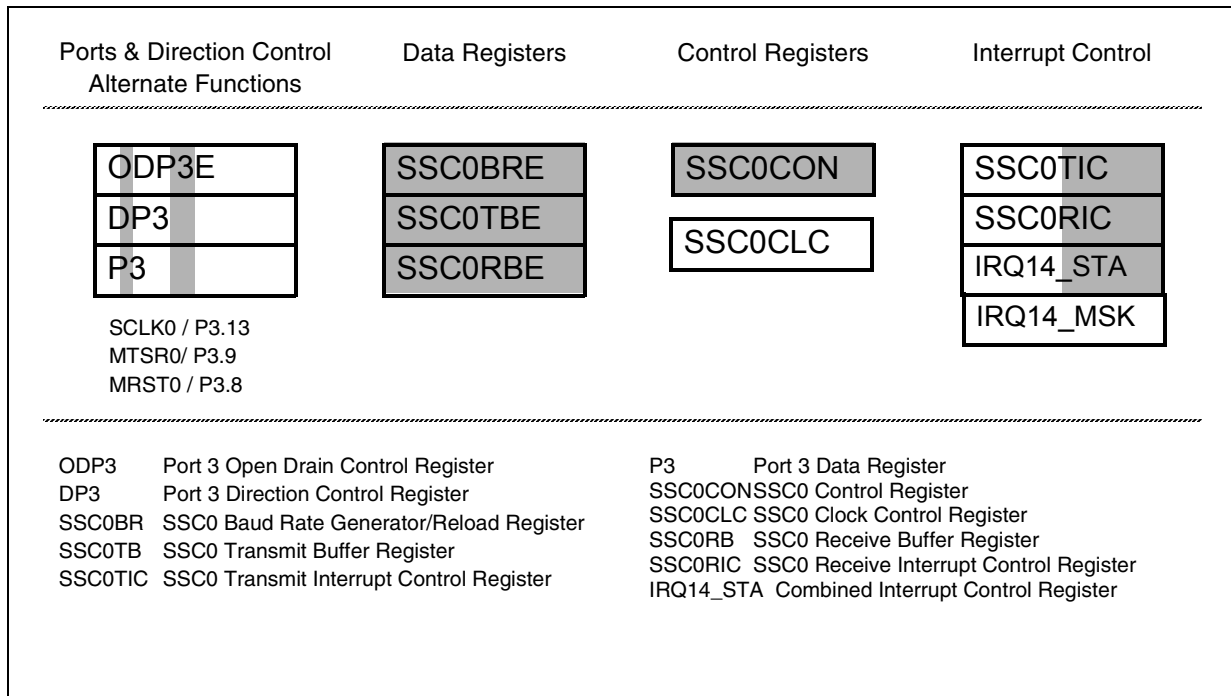 Ports & Direction Control
Alternate Functions
Data Registers
Control Registers
Interrupt Control
ODP3E
DP3
P3
SCLK0 / P3.13
MTSR0/ P3.9
MRST0 / P3.8
SSC0BRE
SSC0TBE
SSC0RBE
SSC0CON
SSC0CLC
SSC0TIC
SSC0RIC
IRQ14_STA
IRQ14_MSK
ODP3 Port 3 Open Drain Control Register
DP3 Port 3 Direction Control Register
SSC0BR SSC0 Baud Rate Generator/Reload Register
SSC0TB SSC0 Transmit Buffer Register
SSC0TIC SSC0 Transmit Interrupt Control Register
P3 Port 3 Data Register
SSC0CONSSC0 Control Register
SSC0CLC SSC0 Clock Control Register
SSC0RB SSC0 Receive Buffer Register
SSC0RIC SSC0 Receive Interrupt Control Register
IRQ14_STA Combined Interrupt Control Register